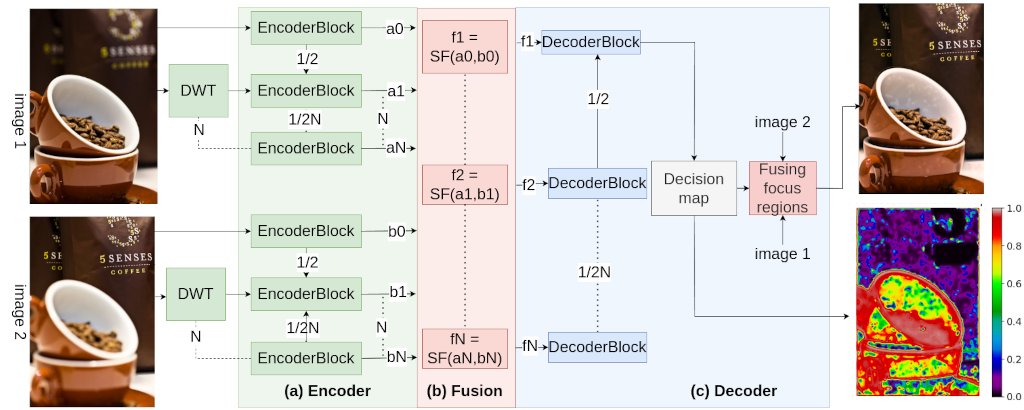 5 SENSES
COFFEE
image 1
DWT
N
EncoderBlock
1/2
EncoderBlock
1/2N
EncoderBlock
a0
a1
N
aN
f1 =
SF(a0,b0)
f2 =
SF(a1,b1)
fN =
SF(aN,bN)
5 SENSES
COFFEE
5 SENSES
COFFEE
image 2
DWT
N
EncoderBlock
1/2
EncoderBlock
1/2N
EncoderBlock
b0
b1
N
bN
(a) Encoder
(b) Fusion
(c) Decoder
f1
DecoderBlock
1/2
f2
DecoderBlock
1/2N
fN
DecoderBlock
Decision
map
image 2
Fusing
focus
regions
image 1
5 SENSES
COFFEE
1.0
0.8
0.6
0.4
0.2
0.0